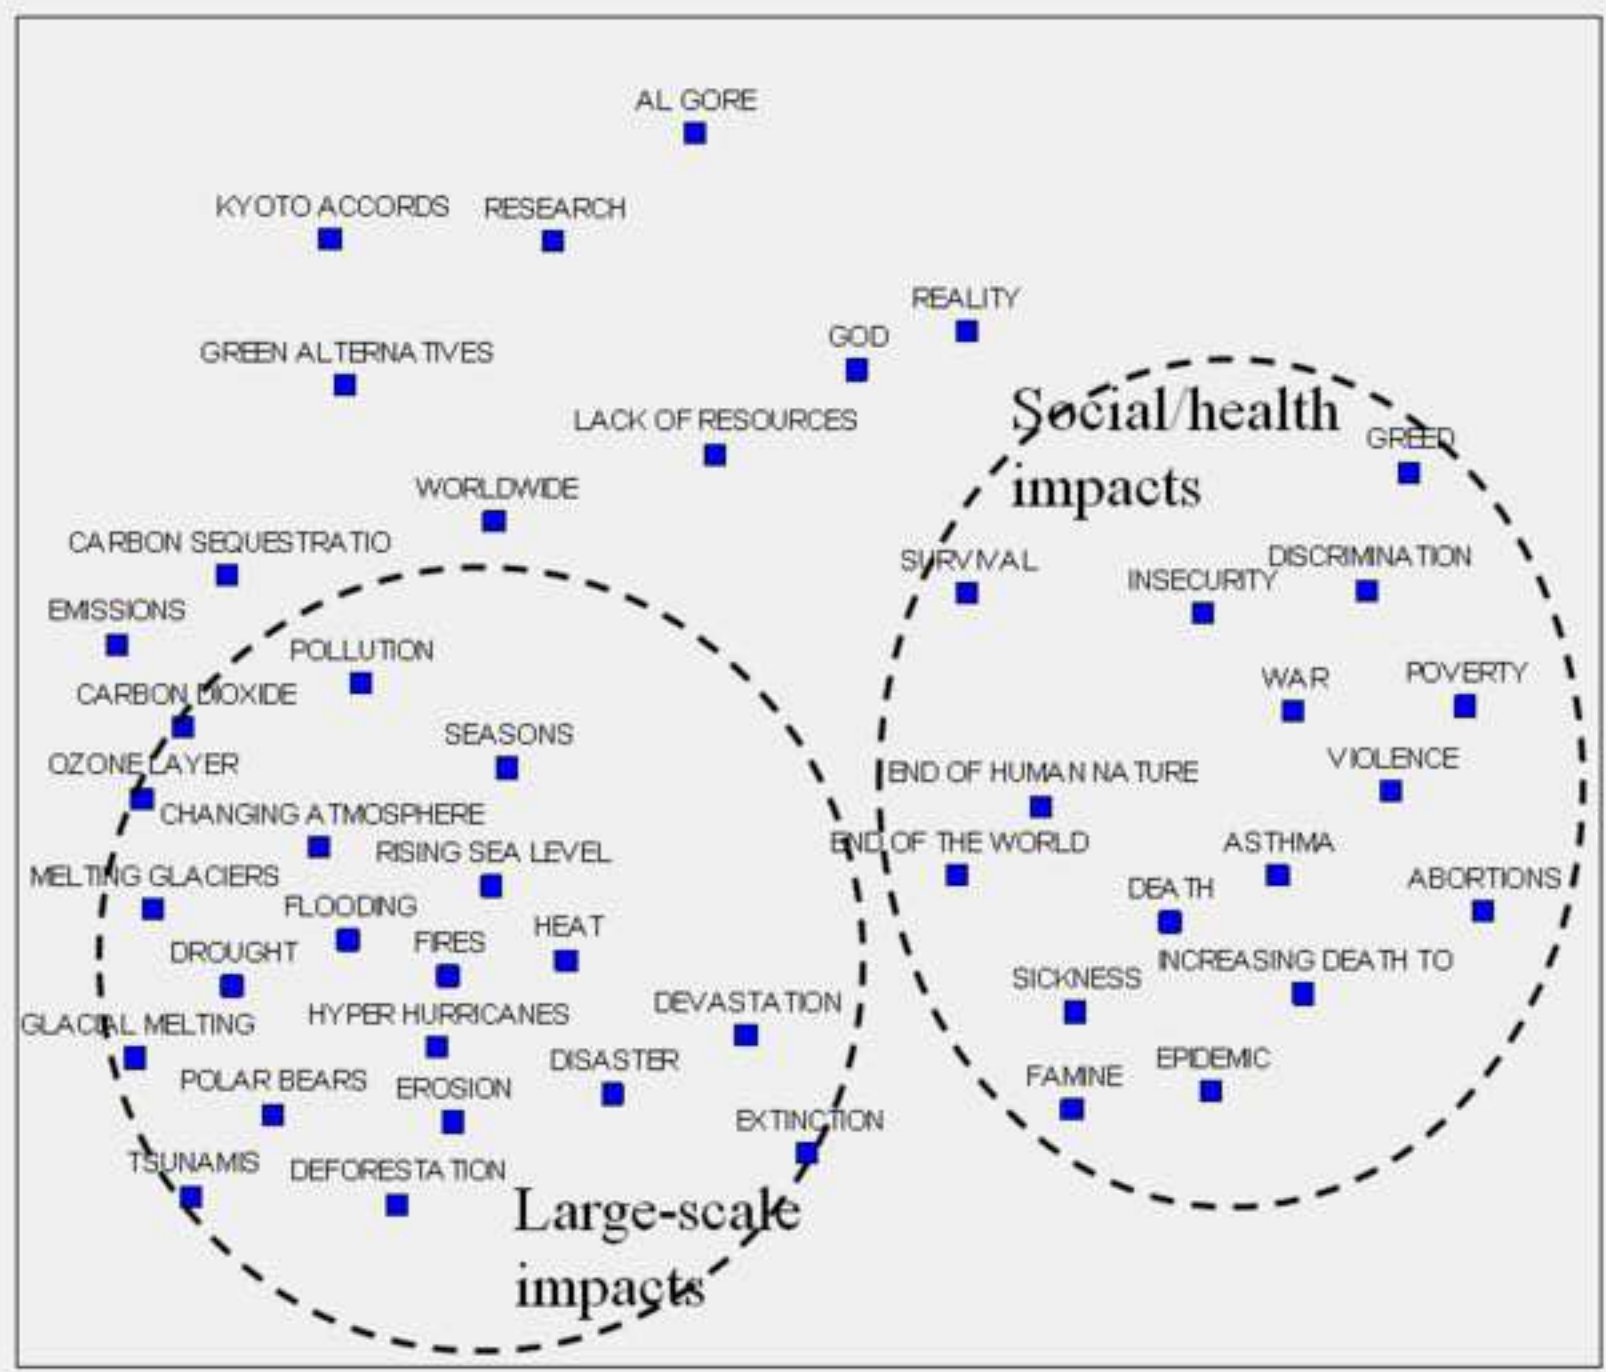 AL GORE
KYOTO ACCORDS
RESEARCH
REALITY
GOD
GREEN ALTERNATIVES
LACK OF RESOURCES
Social/health
impacts
GREED
WORLDWIDE
CARBON SEQUESTRATIO
SURVIVAL
INSECURITY
DISCRIMINATION
EMISSIONS
POLLUTION
CARBON DIOXIDE
WAR
POVERTY
SEASONS
OZONE LAYER
END OF HUMAN NATURE
VIOLENCE
CHANGING ATMOSPHERE
RISING SEA LEVEL
END OF THE WORLD
ASTHMA
MELTING GLACIERS
DEATH
ABORTIONS
FLOODING
FIRES
HEAT
DROUGHT
SICKNESS
INCREASING DEATH TO
GLACIAL MELTING
HYPER HURRICANES
DEVASTATION
POLAR BEARS
EROSION
DISASTER
FAMINE
EPIDEMIC
EXTINCTION
TSUNAMIS
DEFORESTATION
Large-scale
impacts